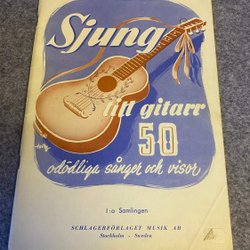 Sjung
till gitarr
50
odödliga sånger och visor
1:a Samlingen
SCHLAGERFÖRLAGET MUSIK AB
Stockholm - Sweden